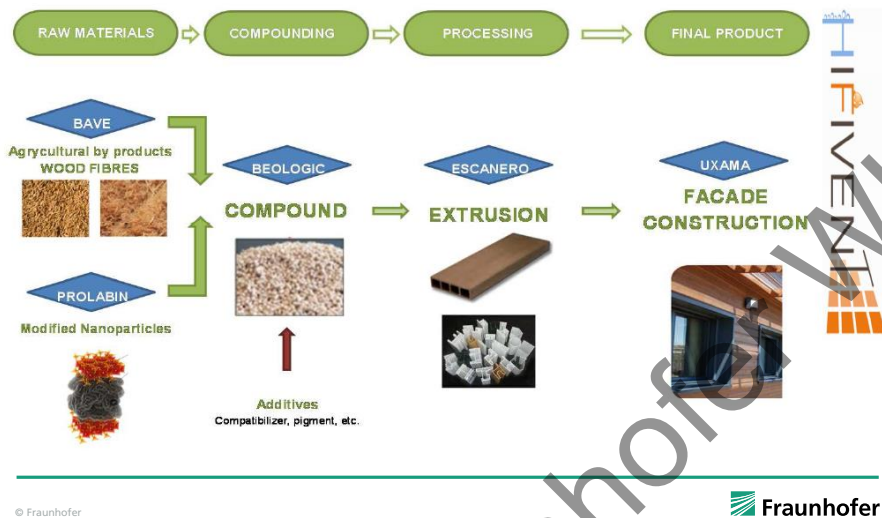 RAW MATERIALS
COMPOUNDING
PROCESSING
FINAL PRODUCT
HIFIVENT
BAVE
Agrycultural by products
WOOD FIBRES
BEOLOGIC
COMPOUND
ESCANERO
EXTRUSION
UXAMA
FACADE
CONSTRUCTION
PROLABIN
Modified Nanoparticles
Additives
Compatibilizer, pigment, etc.
© Fraunhofer
Fraunhofer